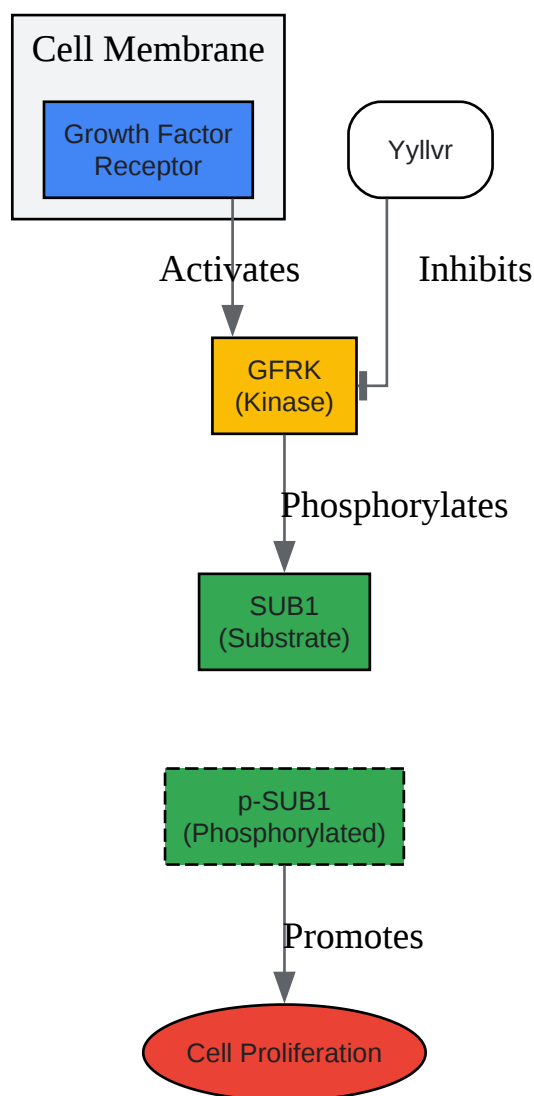 Cell Membrane
Growth Factor
Receptor
Yyllvr
Activates
Inhibits
GFRK
(Kinase)
Phosphorylates
SUB1
(Substrate)
p-SUB1
(Phosphorylated)
Promotes
Cell Proliferation